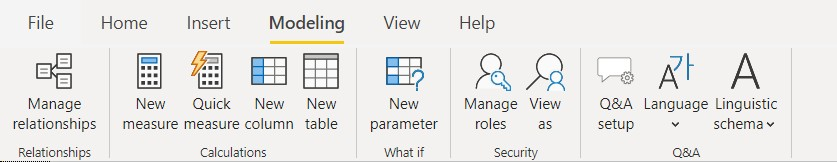 File Home Insert Modeling View Help
Manage relationships
New measure
Quick measure
New column
New table
New parameter
Manage roles
View as
Q&A setup
Language
Linguistic schema
Relationships Calculations What if Security Q&A